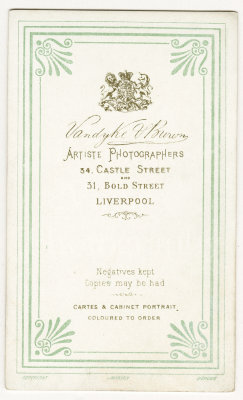 Vandyke & Brown
ARTISTE PHOTOGRAPHERS
34, CASTLE STREET
AND
31, BOLD STREET
LIVERPOOL
Negatives kept
Copies may be had
CARTES & CABINET PORTRAIT
COLOURED TO ORDER